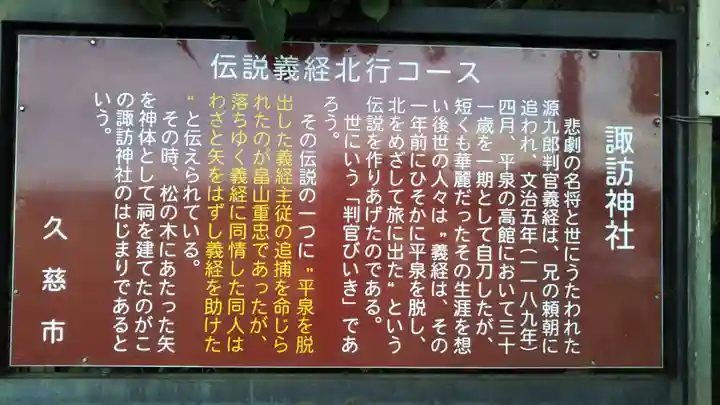 伝説義経北行コース
諏訪神社
悲劇の名将と世にうたわれた
源九郎判官義経は、兄の頼朝に
追われ、文治五年(一一八九年)
四月、平泉の高館において三十
一歳を一期として自刀したが、
短くも華麗だったその生涯を想
い後世の人々は〝義経は、その
一年前にひそかに平泉を脱し、
北をめざして旅に出た〟という
伝説を作りあげたのである。
世にいう「判官びいき」であ
ろう。
その伝説の一つに〝平泉を脱
出した義経主従の追捕を命じら
れたのが畠山重忠であったが、
落ちゆく義経に同情した同人は
わざと矢をはずし義経を助けた
〟と伝えられている。
その時、松の木にあたった矢
を神体として祠を建てたのがこ
の諏訪神社のはじまりであると
いう。
久慈市